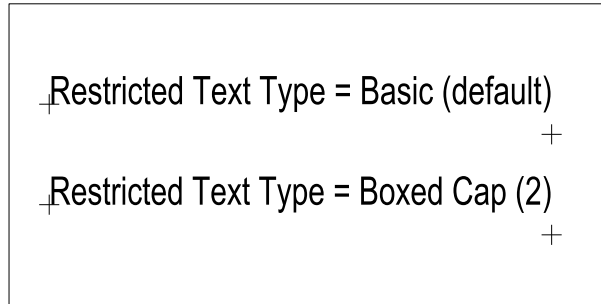 Restricted Text Type = Basic (default)
Restricted Text Type = Boxed Cap (2)